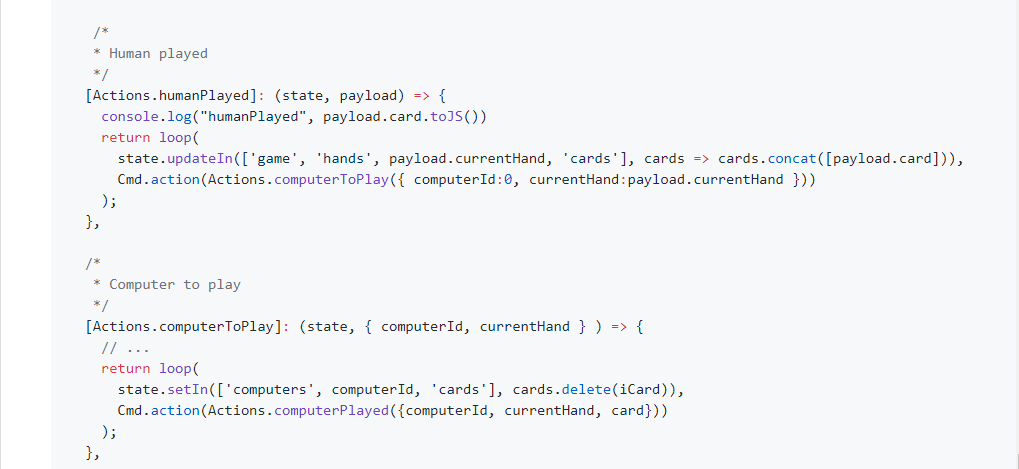 /*
* Human played
*/
[Actions.humanPlayed]: (state, payload) => {
console.log("humanPlayed", payload.card.toJS())
return loop(
state.updateIn(['game', 'hands', payload.currentHand, 'cards'], cards => cards.concat([payload.card])),
Cmd.action(Actions.computerToPlay({ computerId:0, currentHand:payload.currentHand }))
);
},
/*
* Computer to play
*/
[Actions.computerToPlay]: (state, { computerId, currentHand } ) => {
// ...
return loop(
state.setIn(['computers', computerId, 'cards'], cards.delete(iCard)),
Cmd.action(Actions.computerPlayed({computerId, currentHand, card}))
);
},